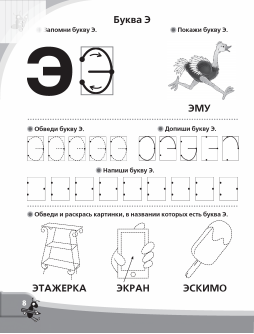 Буква Э
Запомни букву Э.
Покажи букву Э.
Э
ЭМУ
Обведи букву Э.
Допиши букву Э.
Напиши букву Э.
Обведи и раскрась картинки, в названии которых есть буква Э.
ЭТАЖЕРКА
ЭКРАН
ЭСКИМО
8